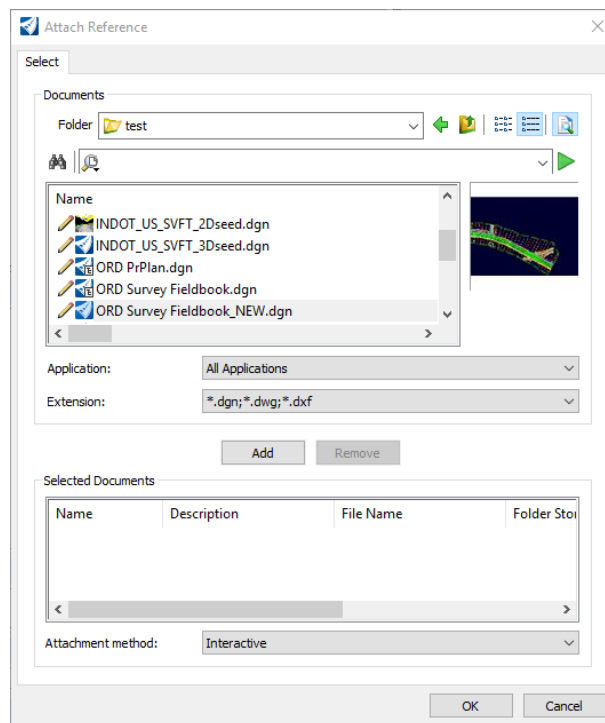 Attach Reference
Select
Documents
Folder test
Name
INDOT_US_SVFT_2Dseed.dgn
INDOT_US_SVFT_3Dseed.dgn
ORD PrPlan.dgn
ORD Survey Fieldbook.dgn
ORD Survey Fieldbook_NEW.dgn
Application: All Applications
Extension: *.dgn;*.dwg;*.dxf
Add Remove
Selected Documents
Name Description File Name Folder Stor
Attachment method: Interactive
OK Cancel